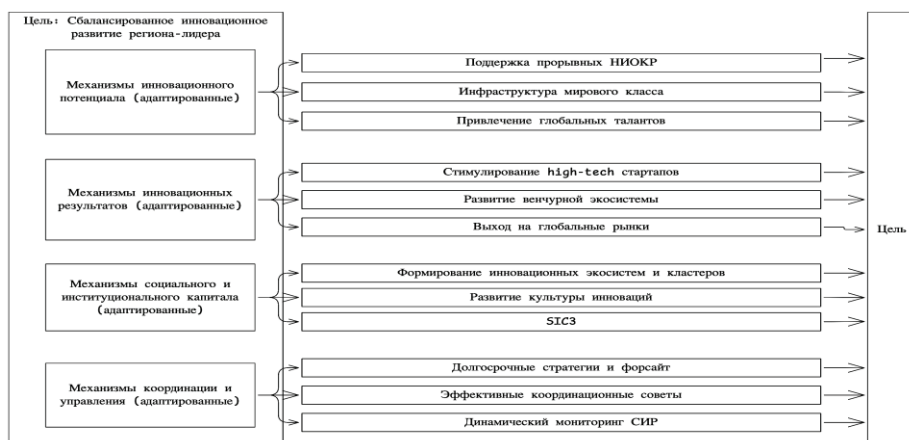 Цель: Сбалансированное инновационное
развитие региона-лидера
Механизмы инновационного
потенциала (адаптированные)
Поддержка прорывных НИОКР
Инфраструктура мирового класса
Привлечение глобальных талантов
Механизмы инновационных
результатов (адаптированные)
Стимулирование high-tech стартапов
Развитие венчурной экосистемы
Выход на глобальные рынки
Механизмы социального и
институционального капитала
(адаптированные)
Формирование инновационных экосистем и кластеров
Развитие культуры инноваций
SIC3
Механизмы координации и
управления (адаптированные)
Долгосрочные стратегии и форсайт
Эффективные координационные советы
Динамический мониторинг СИР
Цель